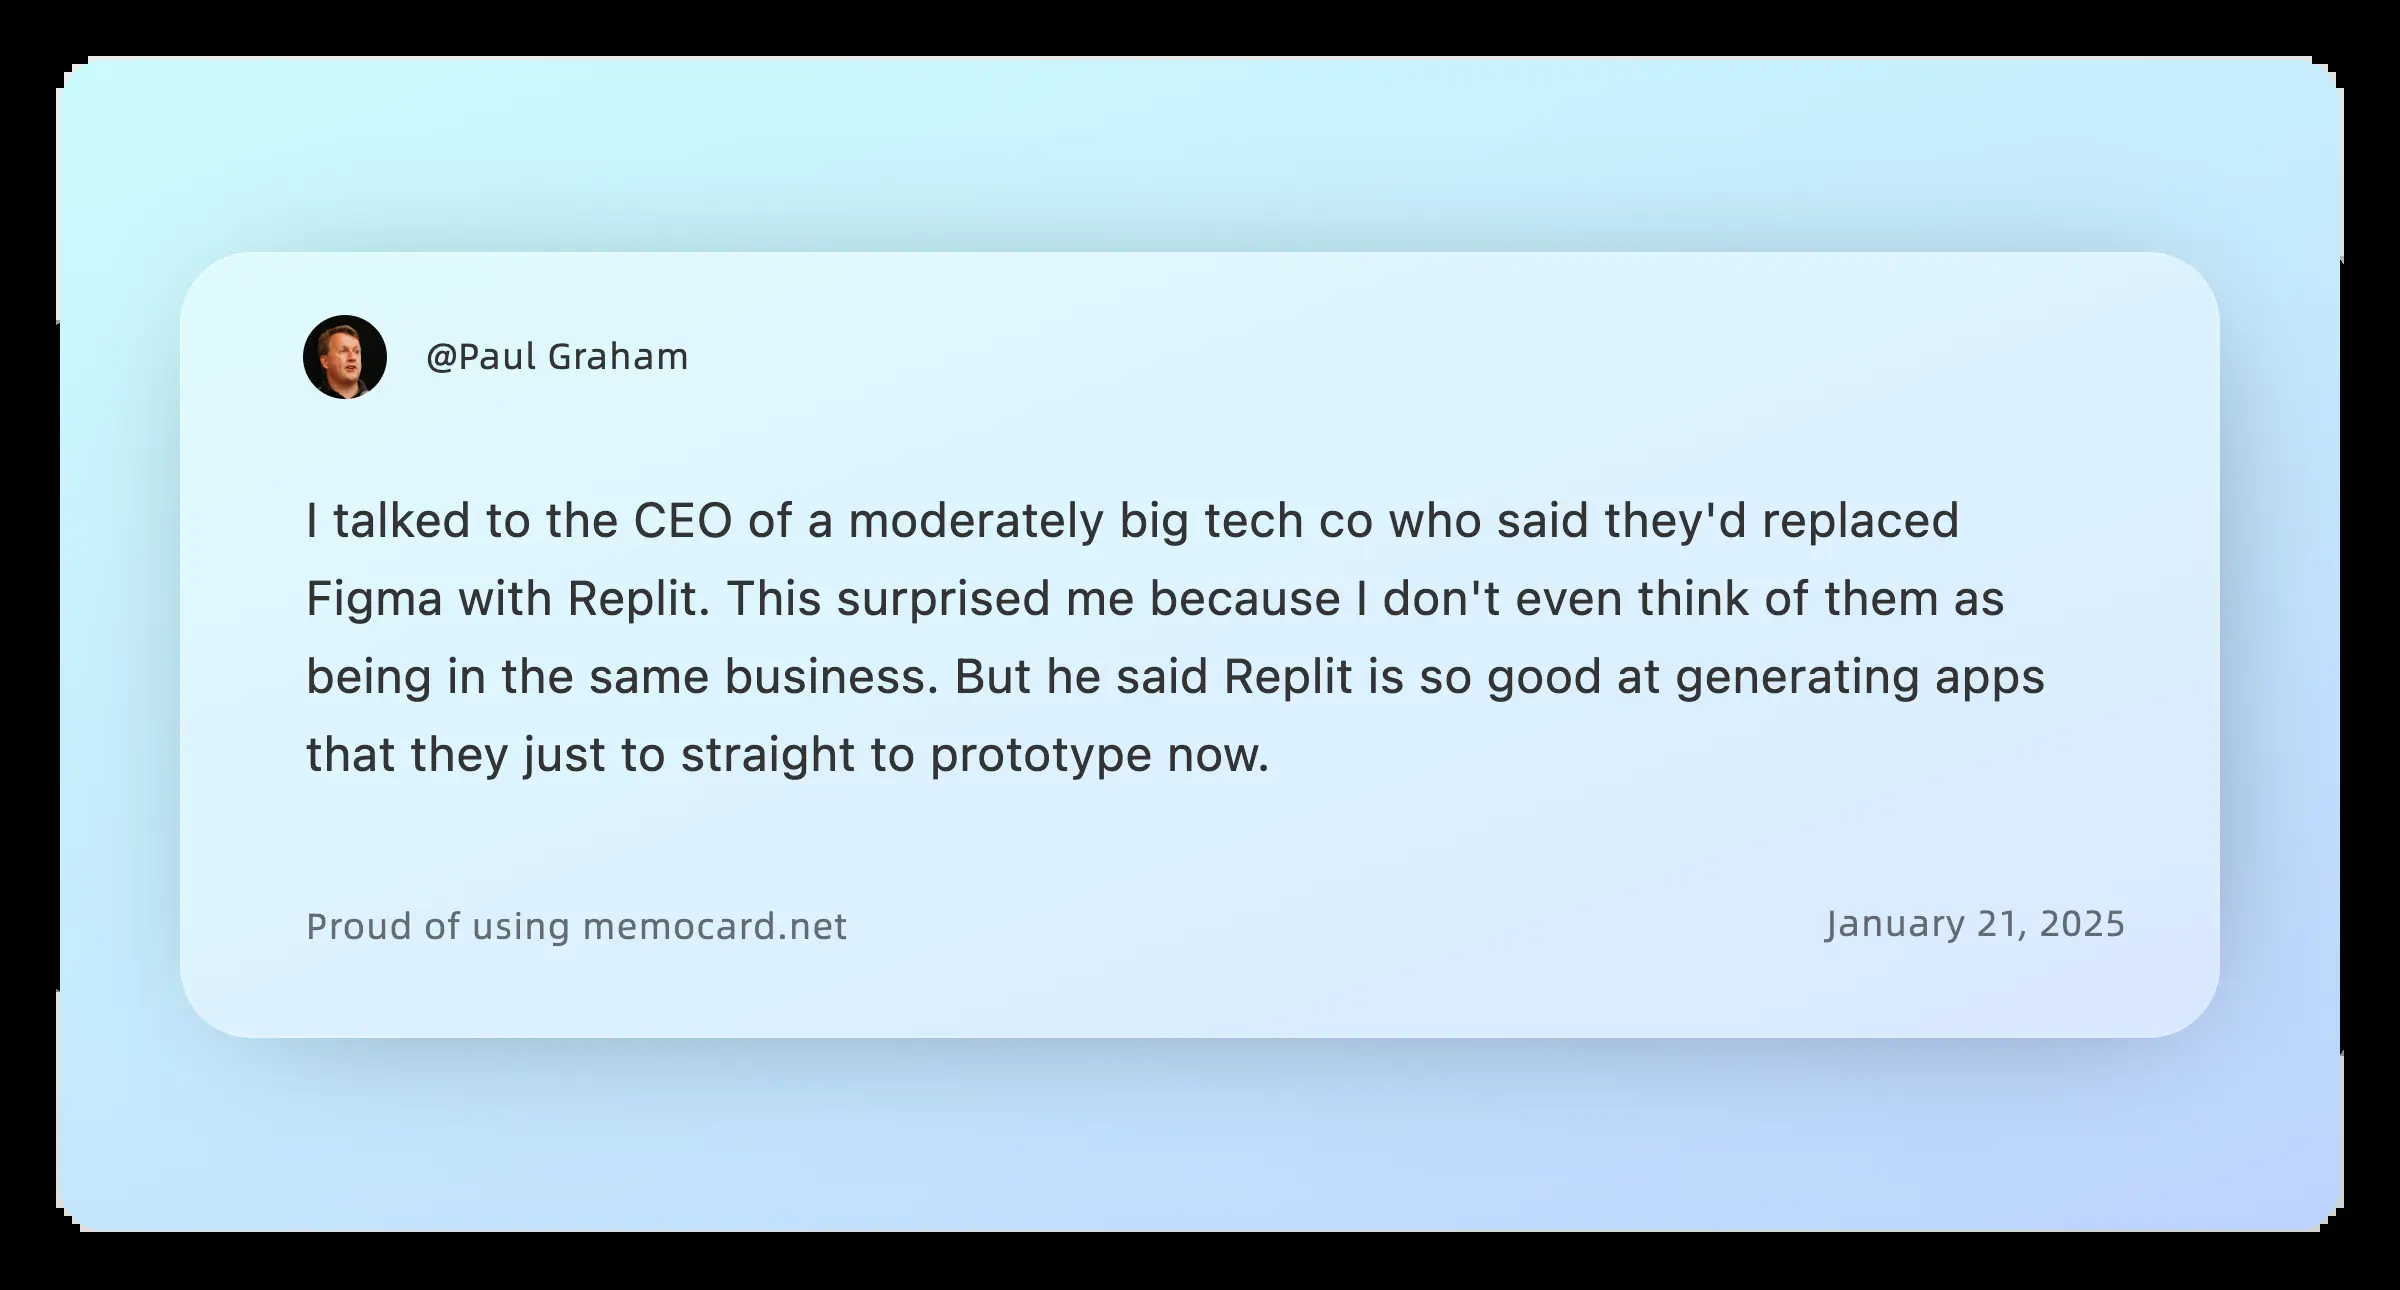 @Paul Graham
I talked to the CEO of a moderately big tech co who said they'd replaced
Figma with Replit. This surprised me because I don't even think of them as
being in the same business. But he said Replit is so good at generating apps
that they just to straight to prototype now.
Proud of using memocard.net
January 21, 2025